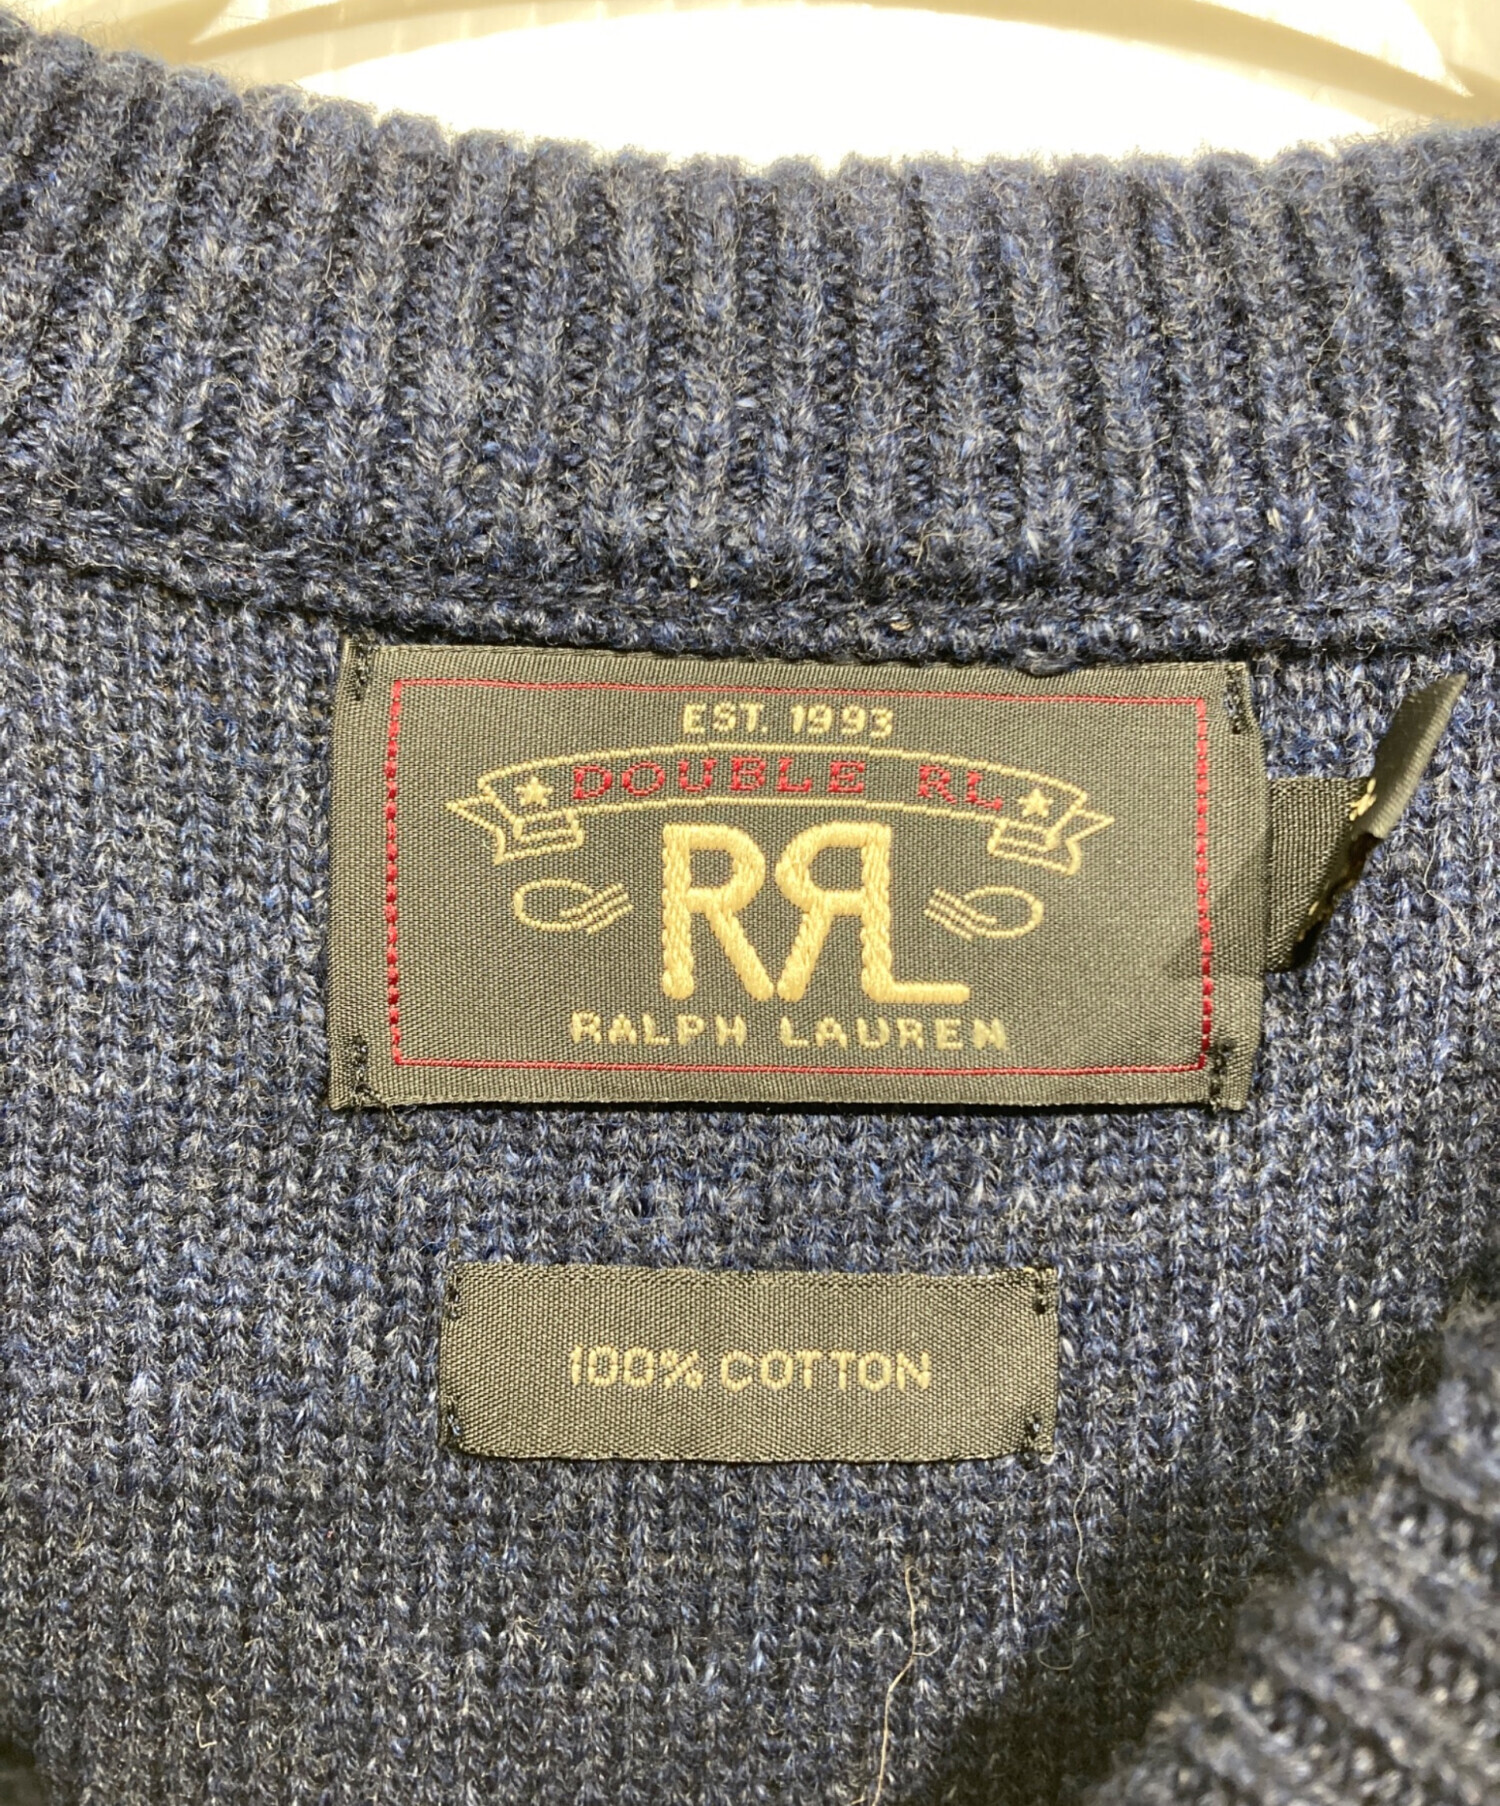 EST. 1993
DOUBLE RL
RRL
RALPH LAUREN
100% COTTON